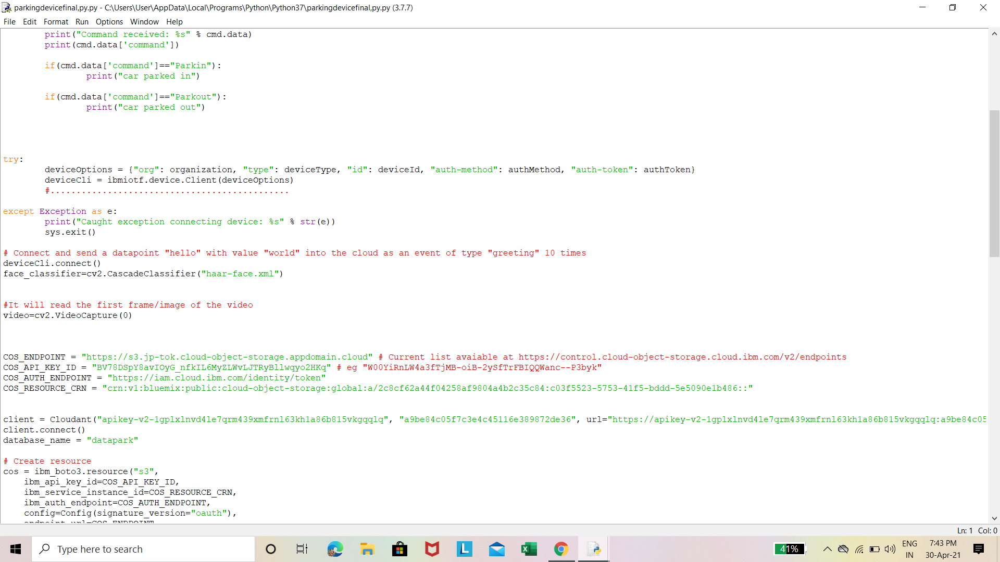 parkingdevicefinal,py.py - C:\Users\User\AppData\Local\Programs\Python\Python37\parkingdevicefinal,py.py (3.7.7)
File Edit Format Run Options Window Help
print("Command received: %s" % cmd.data)
print(cmd.data['command'])
if(cmd.data['command']=="Parkin"):
print("car parked in")
if(cmd.data['command']=="Parkout"):
print("car parked out")
try:
deviceOptions = {"org": organization, "type": deviceType, "id": deviceId, "auth-method": authMethod, "auth-token": authToken}
deviceCli = ibmiotf.device.Client(deviceOptions)
#..............................................
except Exception as e:
print("Caught exception connecting device: %s" % str(e))
sys.exit()
# Connect and send a datapoint "hello" with value "world" into the cloud as an event of type "greeting" 10 times
deviceCli.connect()
face_classifier=cv2.CascadeClassifier("haar-face.xml")
#It will read the first frame/image of the video
video=cv2.VideoCapture(0)
COS_ENDPOINT = "https://s3.jp-tok.cloud-object-storage.appdomain.cloud" # Current list avaiable at https://control.cloud-object-storage.cloud.ibm.com/v2/endpoints
COS_API_KEY_ID = "BV78DSpY8avIOyG_nfkIL6MyZLWvLJTRyBllwqyo2HKq" # eg "W00YiRnLW4a3fTjMB-oiB-2ySfTrFBIQQWanc--P3byk"
COS_AUTH_ENDPOINT = "https://iam.cloud.ibm.com/identity/token"
COS_RESOURCE_CRN = "crn:v1:bluemix:public:cloud-object-storage:global:a/2c8cf62a44f04258af9804a4b2c35c84:c03f5523-5753-41f5-bddd-5e5090e1b486::"
client = Cloudant("apikey-v2-1gplxlnvd4le7qrm439xmfrnl63kh1a86b815vkgqqlq", "a9be84c05f7c3e4c45116e389872de36", url="https://apikey-v2-1gplxlnvd4le7qrm439xmfrnl63kh1a86b815vkgqqlq:a9be84c05
client.connect()
database_name = "datapark"
# Create resource
cos = ibm_boto3.resource("s3",
ibm_api_key_id=COS_API_KEY_ID,
ibm_service_instance_id=COS_RESOURCE_CRN,
ibm_auth_endpoint=COS_AUTH_ENDPOINT,
config=Config(signature_version="oauth"),
endpoint_url=COS_ENDPOINT
Ln: 1 Col: 0
Type here to search
41%
ENG
IN
7:43 PM
30-Apr-21